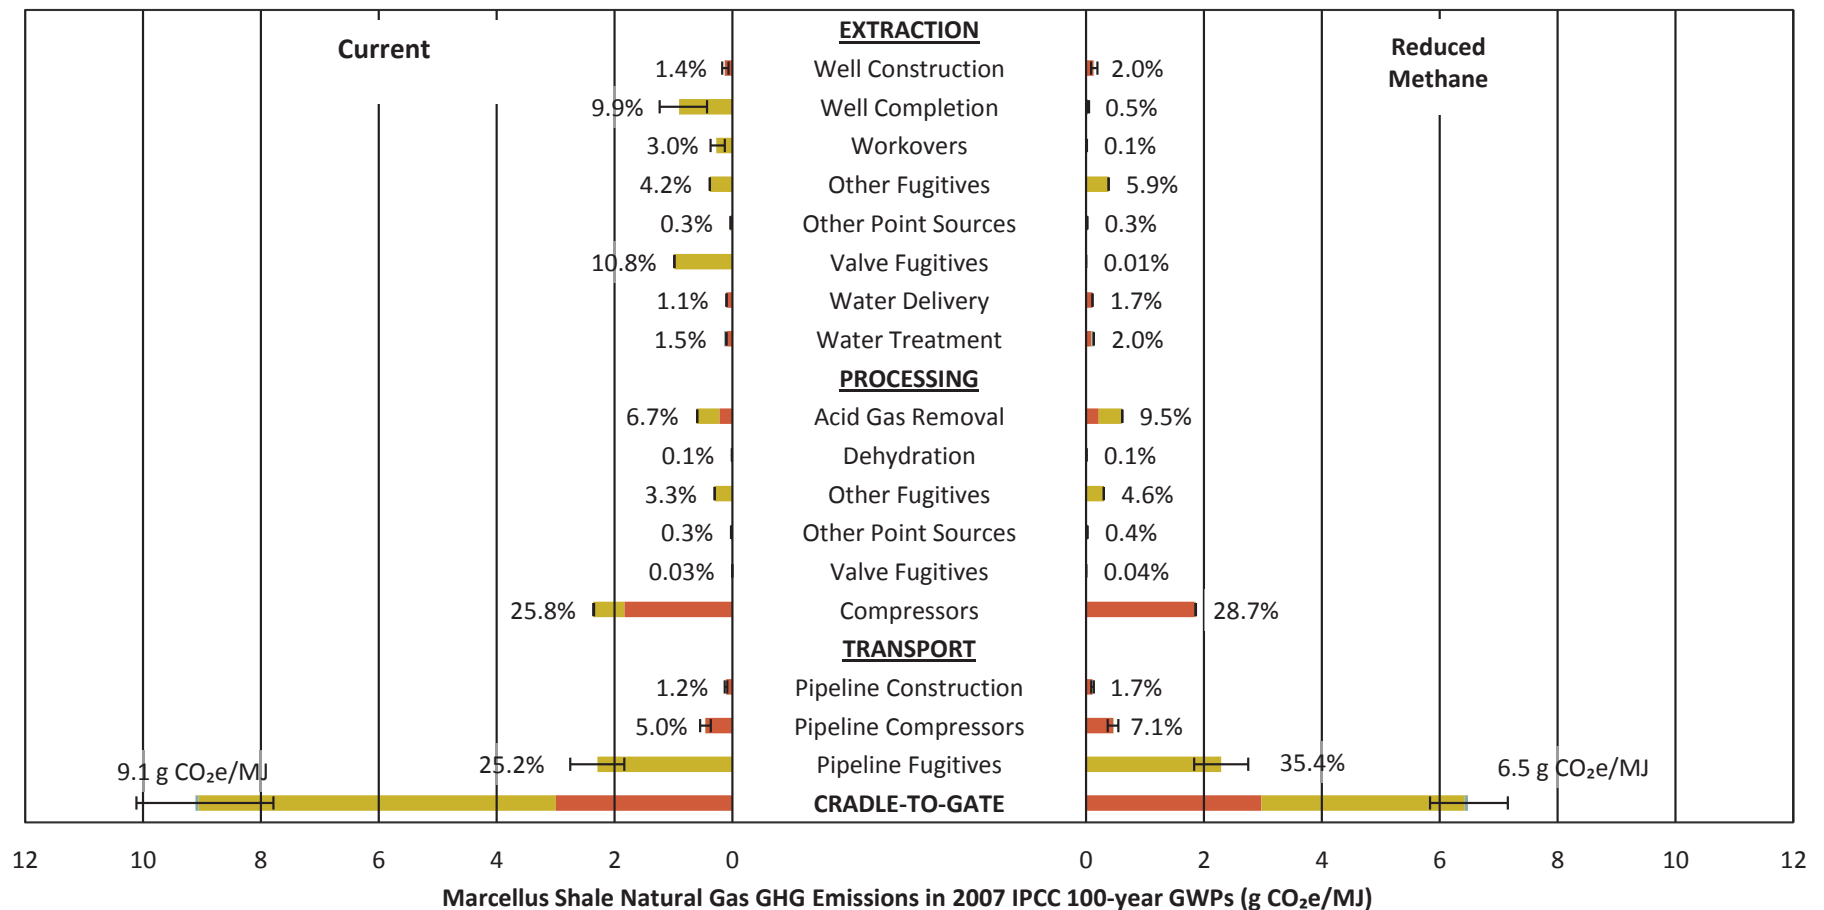 EXTRACTION
Current
Reduced
Methane
1.4% Well Construction 2.0%
9.9% Well Completion 0.5%
3.0% Workovers 0.1%
4.2% Other Fugitives 5.9%
0.3% Other Point Sources 0.3%
10.8% Valve Fugitives 0.01%
1.1% Water Delivery 1.7%
1.5% Water Treatment 2.0%
PROCESSING
6.7% Acid Gas Removal 9.5%
0.1% Dehydration 0.1%
3.3% Other Fugitives 4.6%
0.3% Other Point Sources 0.4%
0.03% Valve Fugitives 0.04%
25.8% Compressors 28.7%
TRANSPORT
1.2% Pipeline Construction 1.7%
5.0% Pipeline Compressors 7.1%
25.2% Pipeline Fugitives 35.4%
9.1 g CO₂e/MJ 6.5 g CO₂e/MJ
CRADLE-TO-GATE
12 10 8 6 4 2 0 0 2 4 6 8 10 12
Marcellus Shale Natural Gas GHG Emissions in 2007 IPCC 100-year GWPs (g CO₂e/MJ)